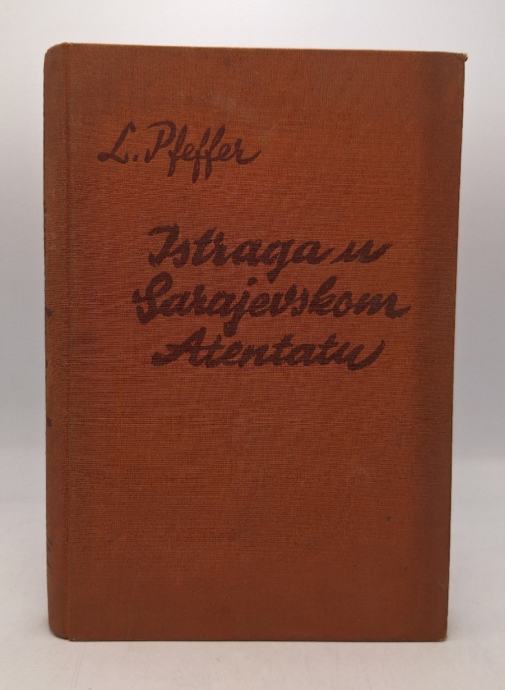 L. Pfeffer
Istraga u
Sarajevskom
Atentatu